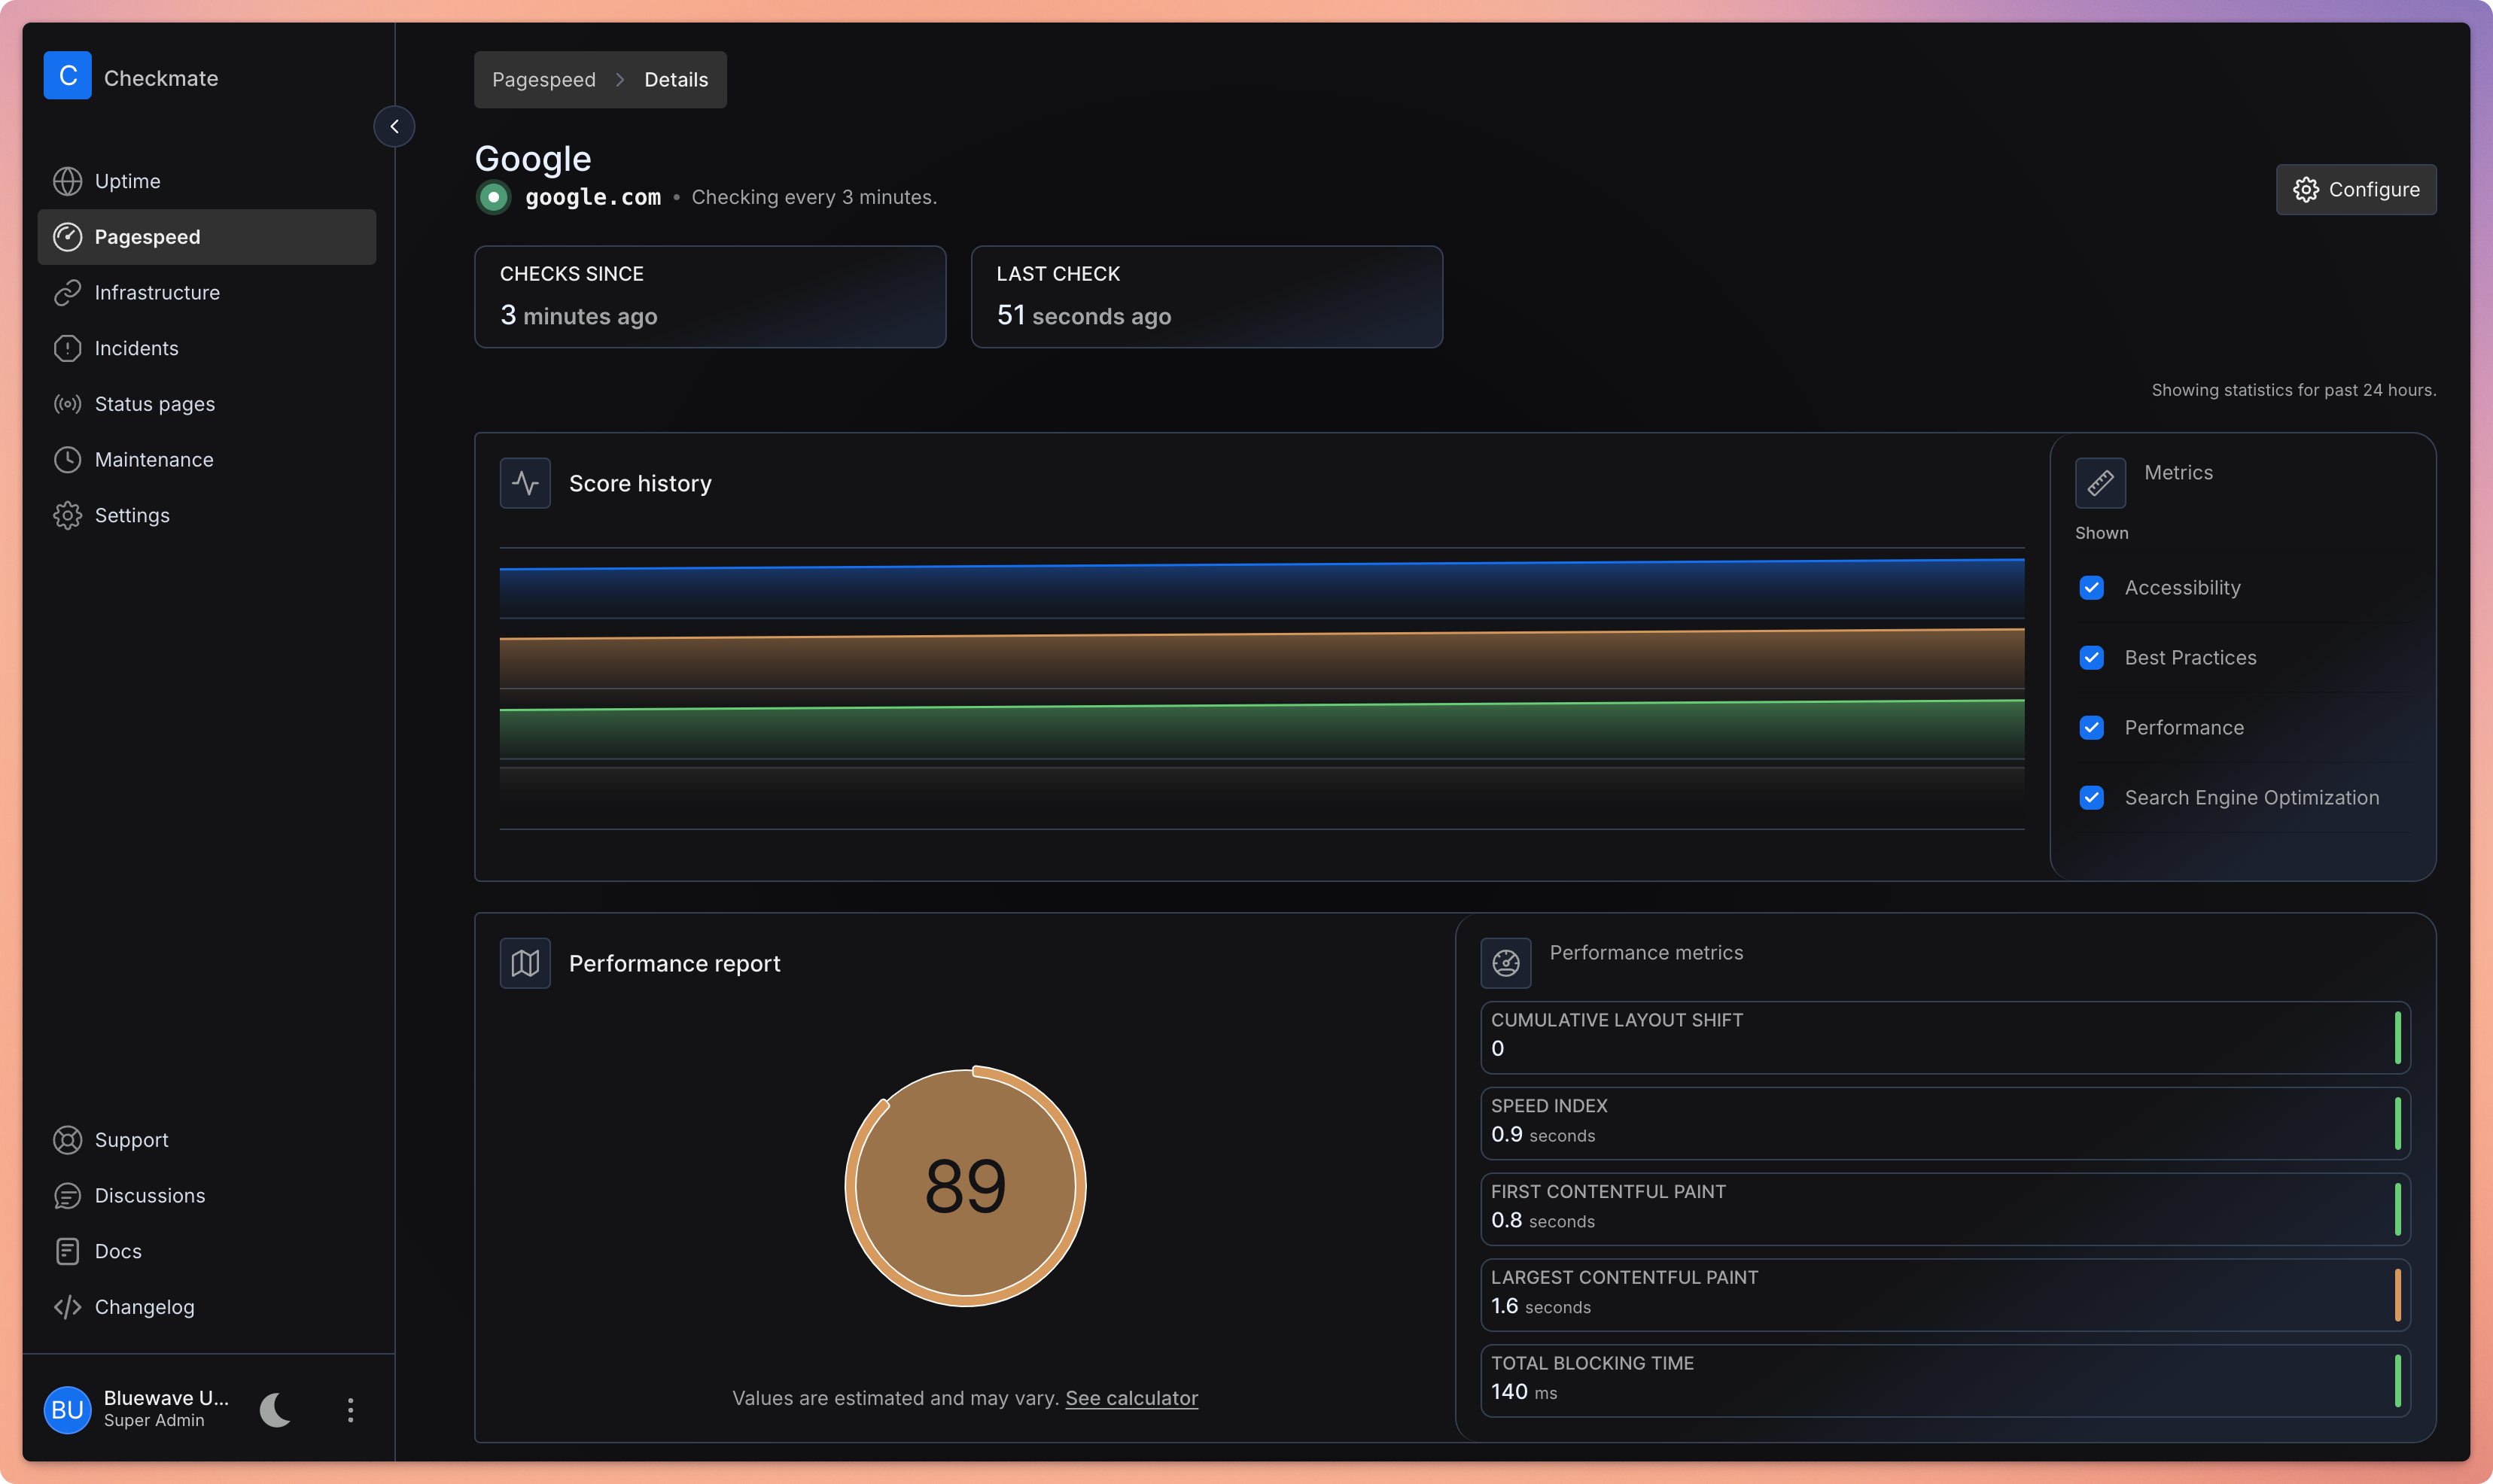 C Checkmate
Uptime
Pagespeed
Infrastructure
Incidents
Status pages
Maintenance
Settings
Support
Discussions
Docs
Changelog
BU Bluewave U...
Super Admin
Pagespeed Details
Google
google.com • Checking every 3 minutes.
Configure
CHECKS SINCE
3 minutes ago
LAST CHECK
51 seconds ago
Showing statistics for past 24 hours.
Score history
Metrics
Shown
Accessibility
Best Practices
Performance
Search Engine Optimization
Performance report
89
Values are estimated and may vary. See calculator
Performance metrics
CUMULATIVE LAYOUT SHIFT
0
SPEED INDEX
0.9 seconds
FIRST CONTENTFUL PAINT
0.8 seconds
LARGEST CONTENTFUL PAINT
1.6 seconds
TOTAL BLOCKING TIME
140 ms